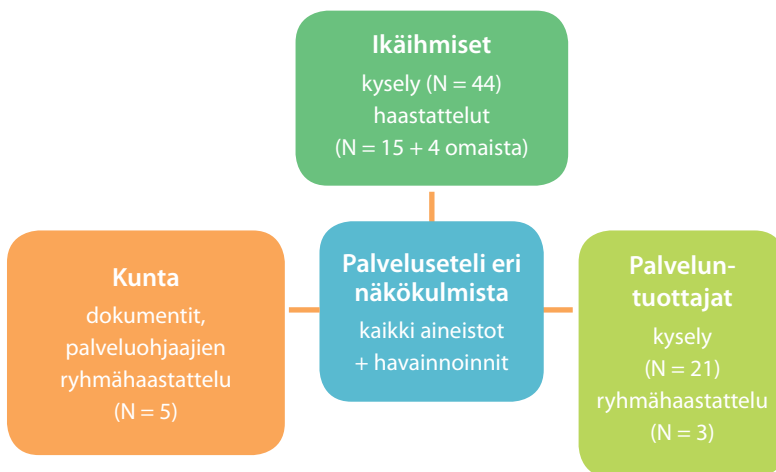 Ikäihmiset
kysely (N = 44)
haastattelut
(N = 15 + 4 omaista)
Kunta
dokumentit,
palveluohjaajien
ryhmähaastattelu
(N = 5)
Palveluseteli eri
näkökulmista
kaikki aineistot
+ havainnoinnit
Palvelun-
tuottajat
kysely
(N = 21)
ryhmähaastattelu
(N = 3)